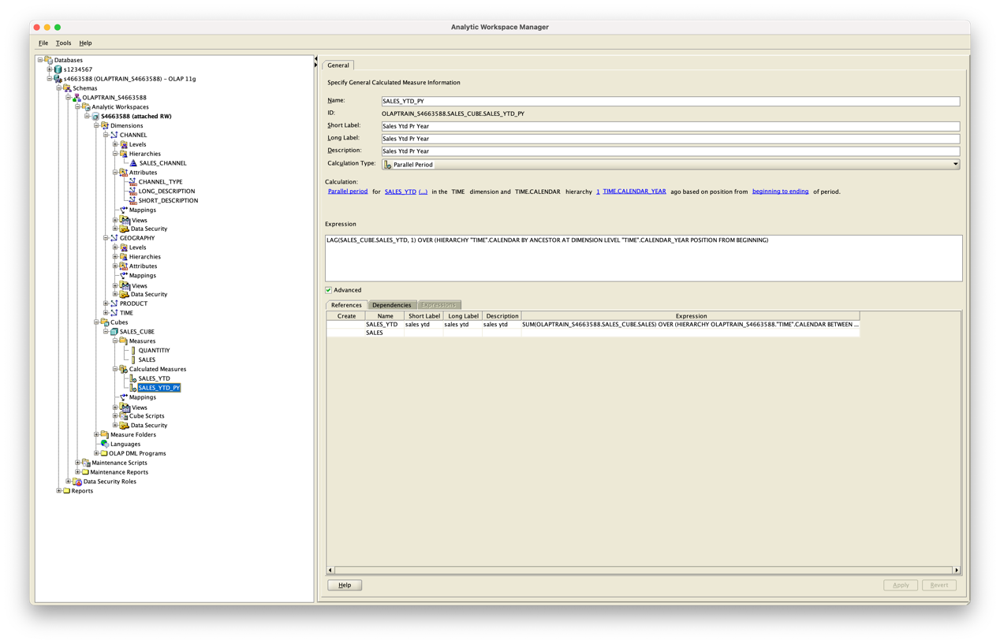 Analytic Workspace Manager
File Tools Help
Databases
s1234567
s4663588 (OLAPTRAIN_S4663588) - OLAP 11g
Schemas
OLAPTRAIN_S4663588
Analytic Workspaces
S4663588 (attached RW)
Dimensions
CHANNEL
Levels
Hierarchies
SALES_CHANNEL
Attributes
CHANNEL_TYPE
LONG_DESCRIPTION
SHORT_DESCRIPTION
Mappings
Views
Data Security
GEOGRAPHY
Levels
Hierarchies
Attributes
Mappings
Views
Data Security
PRODUCT
TIME
Cubes
SALES_CUBE
Measures
QUANTITIY
SALES
Calculated Measures
SALES_YTD
SALES_YTD_PY
Mappings
Views
Cube Scripts
Data Security
Measure Folders
Languages
OLAP DML Programs
Maintenance Scripts
Maintenance Reports
Data Security Roles
Reports
General
Specify General Calculated Measure Information
Name: SALES_YTD_PY
ID: OLAPTRAIN_S4663588.SALES_CUBE.SALES_YTD_PY
Short Label: Sales Ytd Pr Year
Long Label: Sales Ytd Pr Year
Description: Sales Ytd Pr Year
Calculation Type: Parallel Period
Calculation:
Parallel period for SALES_YTD (...) in the TIME dimension and TIME.CALENDAR hierarchy 1 TIME.CALENDAR_YEAR ago based on position from beginning to ending of period.
Expression
LAG(SALES_CUBE.SALES_YTD, 1) OVER (HIERARCHY "TIME".CALENDAR BY ANCESTOR AT DIMENSION LEVEL "TIME".CALENDAR_YEAR POSITION FROM BEGINNING)
Advanced
References Dependencies Expressions
Create Name Short Label Long Label Description Expression
SALES_YTD sales ytd sales ytd sales ytd SUM(OLAPTRAIN_S4663588.SALES_CUBE.SALES) OVER (HIERARCHY OLAPTRAIN_S4663588."TIME".CALENDAR BETWEEN ...
SALES
Help Apply Revert